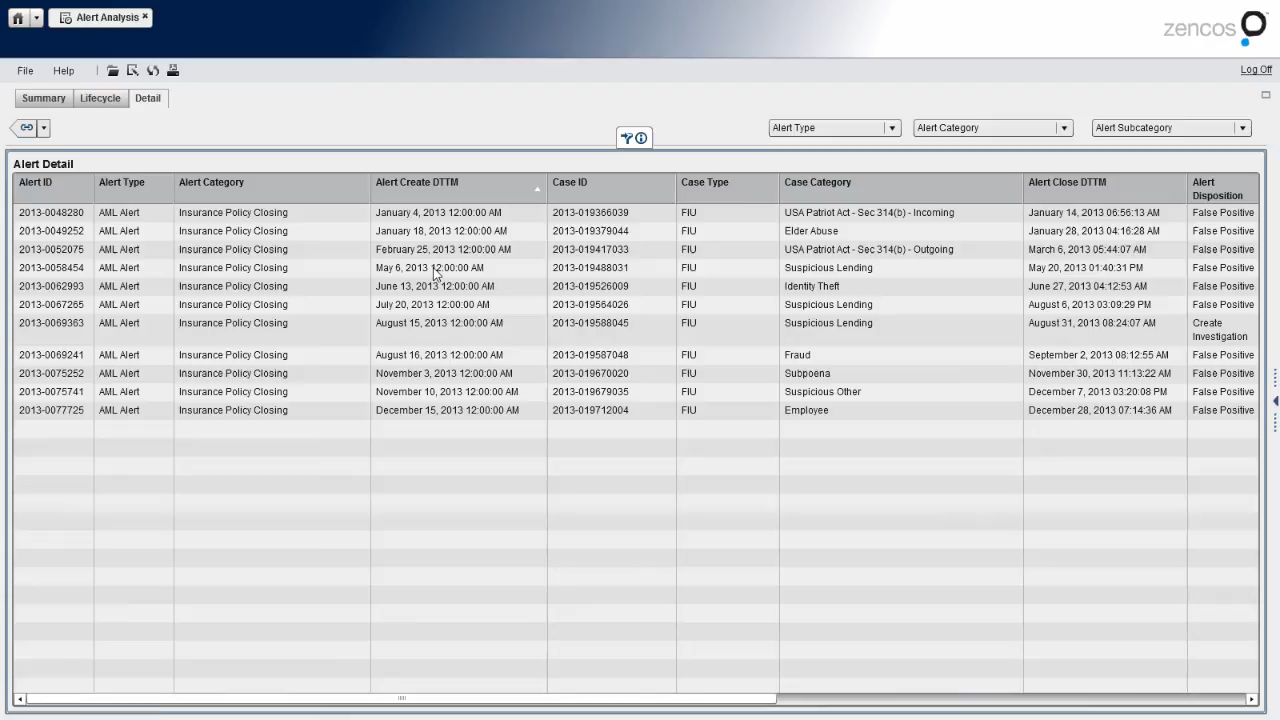 Alert Analysis
zencos
File Help
Log Off
Summary Lifecycle Detail
Alert Type Alert Category Alert Subcategory
Alert Detail
Alert ID Alert Type Alert Category Alert Create DTTM Case ID Case Type Case Category Alert Close DTTM Alert Disposition
2013-0048280 AML Alert Insurance Policy Closing January 4, 2013 12:00:00 AM 2013-019366039 FIU USA Patriot Act - Sec 314(b) - Incoming January 14, 2013 06:56:13 AM False Positive
2013-0049252 AML Alert Insurance Policy Closing January 18, 2013 12:00:00 AM 2013-019379044 FIU Elder Abuse January 28, 2013 04:16:28 AM False Positive
2013-0052075 AML Alert Insurance Policy Closing February 25, 2013 12:00:00 AM 2013-019417033 FIU USA Patriot Act - Sec 314(b) - Outgoing March 6, 2013 05:44:07 AM False Positive
2013-0058454 AML Alert Insurance Policy Closing May 6, 2013 12:00:00 AM 2013-019488031 FIU Suspicious Lending May 20, 2013 01:40:31 PM False Positive
2013-0062993 AML Alert Insurance Policy Closing June 13, 2013 12:00:00 AM 2013-019526009 FIU Identity Theft June 27, 2013 04:12:53 AM False Positive
2013-0067265 AML Alert Insurance Policy Closing July 20, 2013 12:00:00 AM 2013-019564026 FIU Suspicious Lending August 6, 2013 03:09:29 PM False Positive
2013-0069363 AML Alert Insurance Policy Closing August 15, 2013 12:00:00 AM 2013-019588045 FIU Suspicious Lending August 31, 2013 08:24:07 AM Create Investigation
2013-0069241 AML Alert Insurance Policy Closing August 16, 2013 12:00:00 AM 2013-019587048 FIU Fraud September 2, 2013 08:12:55 AM False Positive
2013-0075252 AML Alert Insurance Policy Closing November 3, 2013 12:00:00 AM 2013-019670020 FIU Subpoena November 30, 2013 11:13:22 AM False Positive
2013-0075741 AML Alert Insurance Policy Closing November 10, 2013 12:00:00 AM 2013-019679035 FIU Suspicious Other December 7, 2013 03:20:08 PM False Positive
2013-0077725 AML Alert Insurance Policy Closing December 15, 2013 12:00:00 AM 2013-019712004 FIU Employee December 28, 2013 07:14:36 AM False Positive